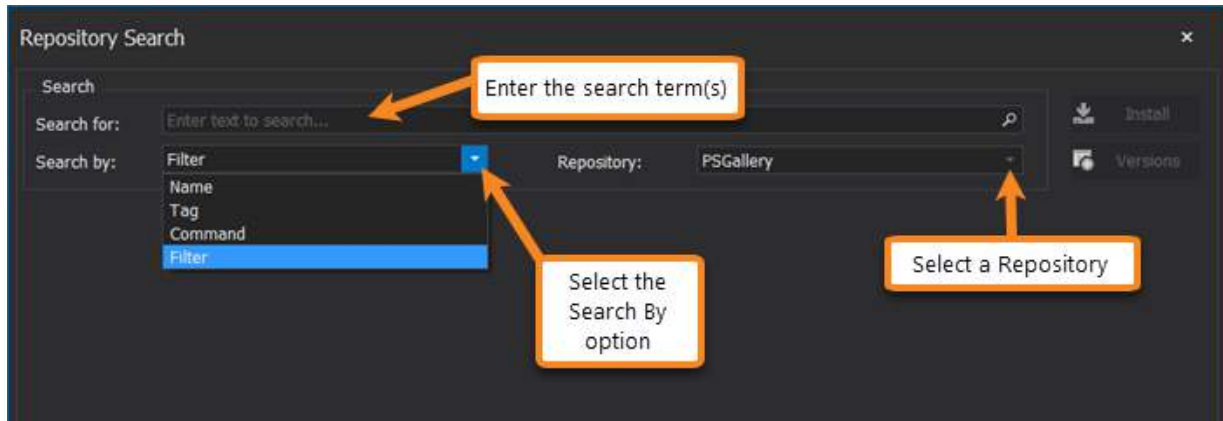 Repository Search
Search
Enter the search term(s)
Search for:
Enter text to search...
Install
Search by:
Filter
Repository:
PSGallery
Versions
Name
Tag
Command
Filter
Select the
Search By
option
Select a Repository